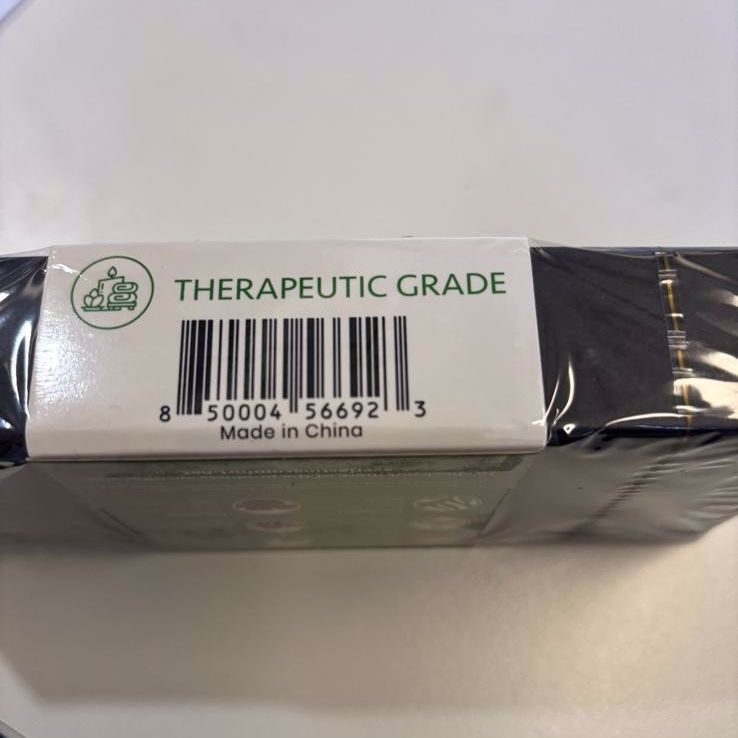 THERAPEUTIC GRADE
8 50004 56692 3
Made in China